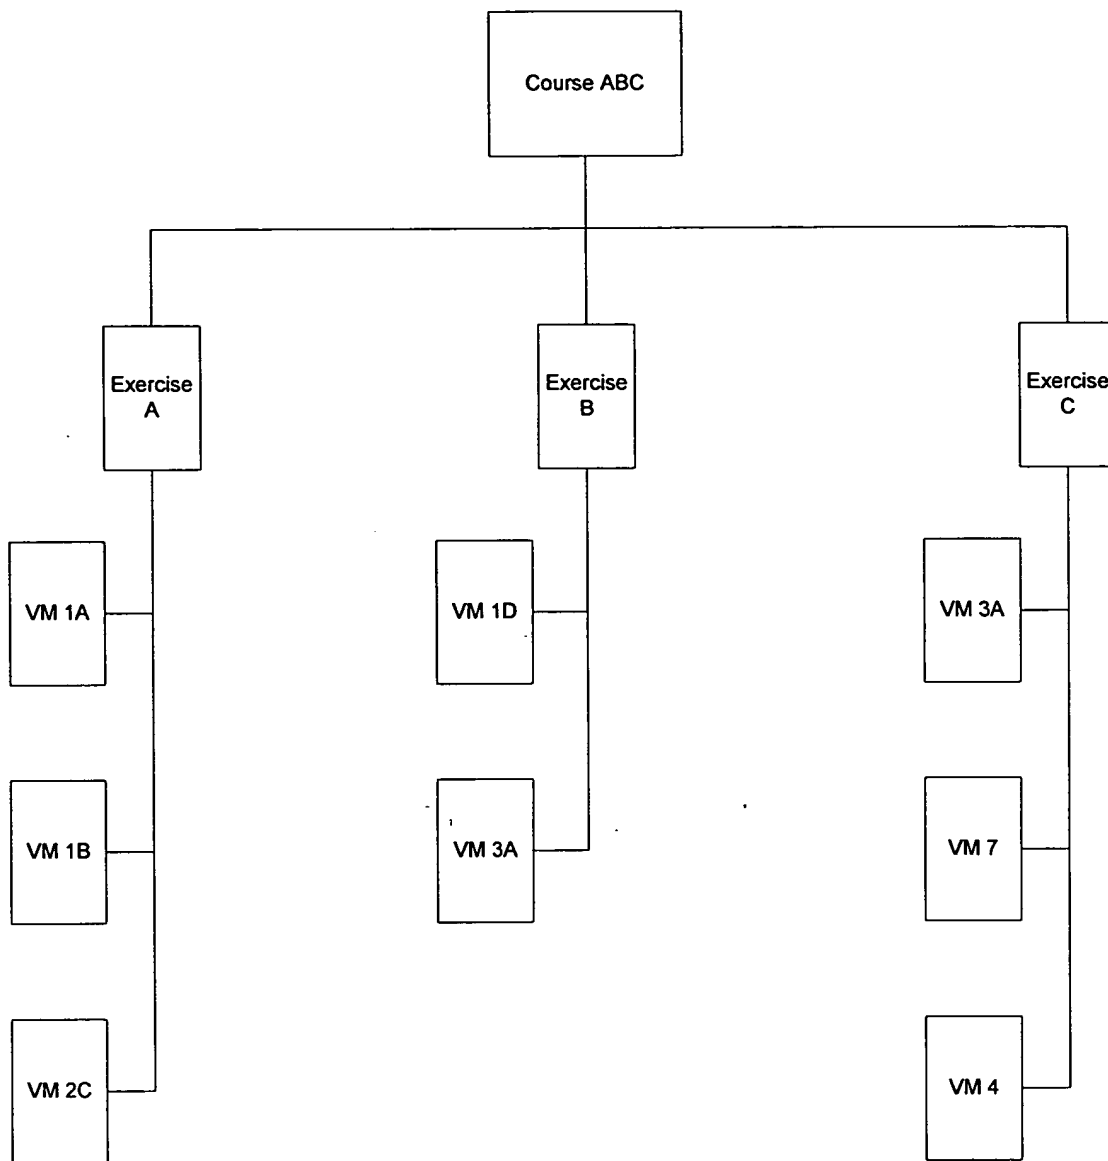 Course ABC
Exercise
A
Exercise
B
Exercise
C
VM 1A
VM 1D
VM 3A
VM 1B
VM 3A
VM 7
VM 2C
VM 4